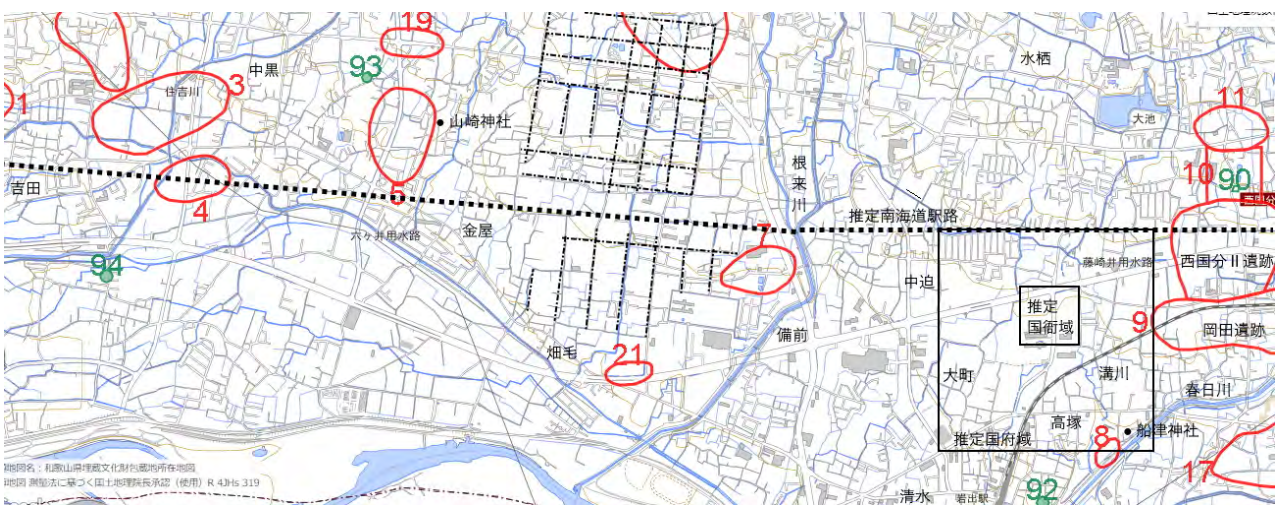 19
水栖
中黒
93
3
住吉川
1
11
山崎神社
大池
根来川
10
90
吉田
5
4
推定南海道駅路
六ヶ井用水路
金屋
7
94
中迫
藤崎井用水路
西国分Ⅱ遺跡
推定
国衙域
9
備前
岡田遺跡
畑毛
21
大町
溝川
春日川
高塚
推定国府域
8
船津神社
17
清水
岩出駅
92
地図名：和歌山県埋蔵文化財包蔵地所在地図
地図 測量法に基づく国土地理院長承認（使用）R 4JHs 319